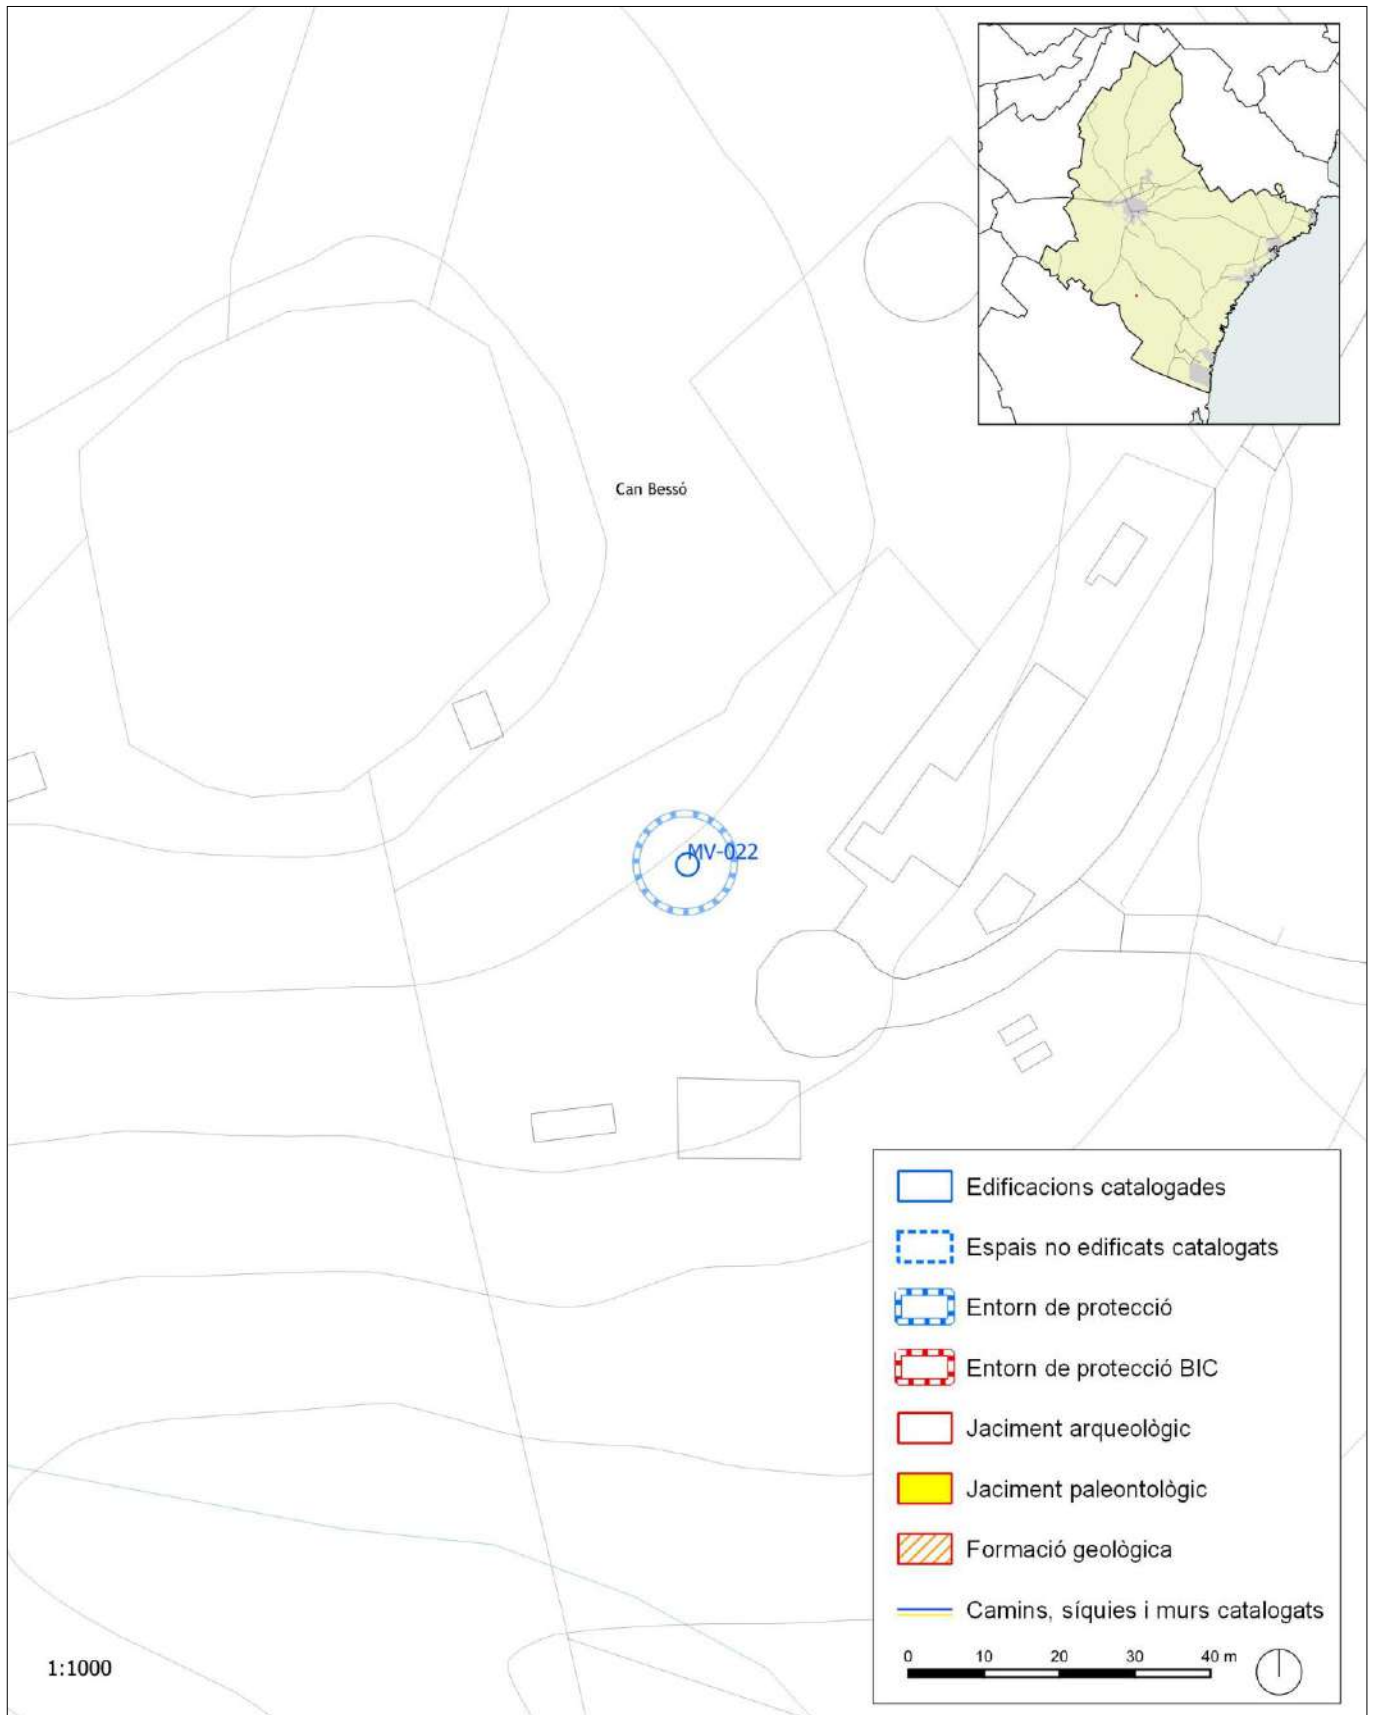 Can Bessó
MV-022
Edificacions catalogades
Espais no edificats catalogats
Entorn de protecció
Entorn de protecció BIC
Jaciment arqueològic
Jaciment paleontològic
Formació geològica
Camins, síquies i murs catalogats
0 10 20 30 40 m
1:1000